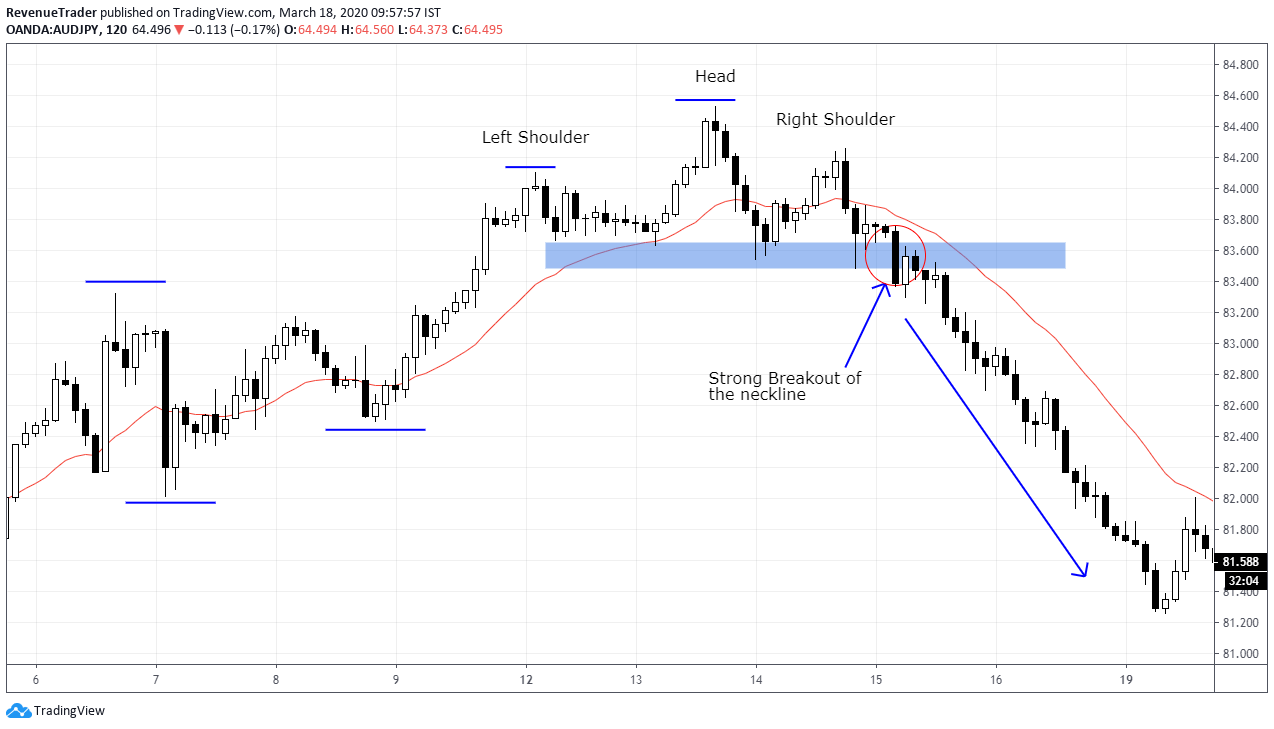 RevenueTrader published on TradingView.com, March 18, 2020 09:57:57 IST
OANDA:AUDJPY, 120 64.496 ▼ −0.113 (−0.17%) O:64.494 H:64.560 L:64.373 C:64.495
84.800
Head
84.600
Right Shoulder
84.400
Left Shoulder
84.200
84.000
83.800
83.600
83.400
83.200
83.000
Strong Breakout of
the neckline
82.800
82.600
82.400
82.200
82.000
81.800
81.588
32:04
81.400
81.200
81.000
6 7 8 9 12 13 14 15 16 19
TradingView